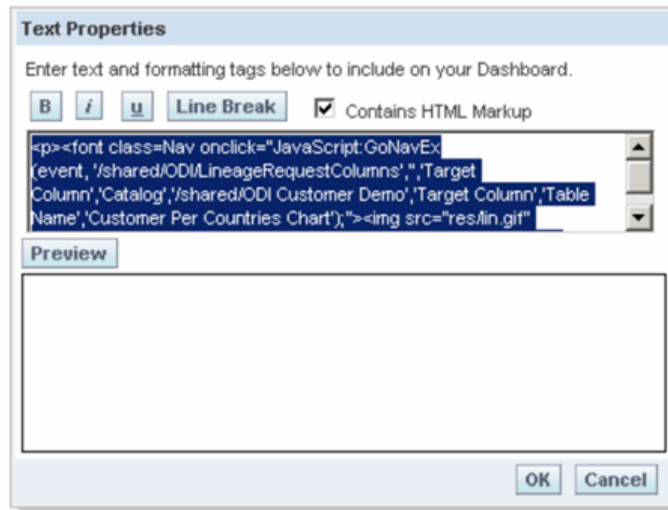 Text Properties
Enter text and formatting tags below to include on your Dashboard.
B i u Line Break Contains HTML Markup
<p><font class=Nav onclick="JavaScript:GoNavEx
(event, '/shared/ODI/LineageRequestColumns','','Target
Column','Catalog','/shared/ODI Customer Demo','Target Column','Table
Name','Customer Per Countries Chart');"><img src="res/lin.gif"
Preview
OK Cancel